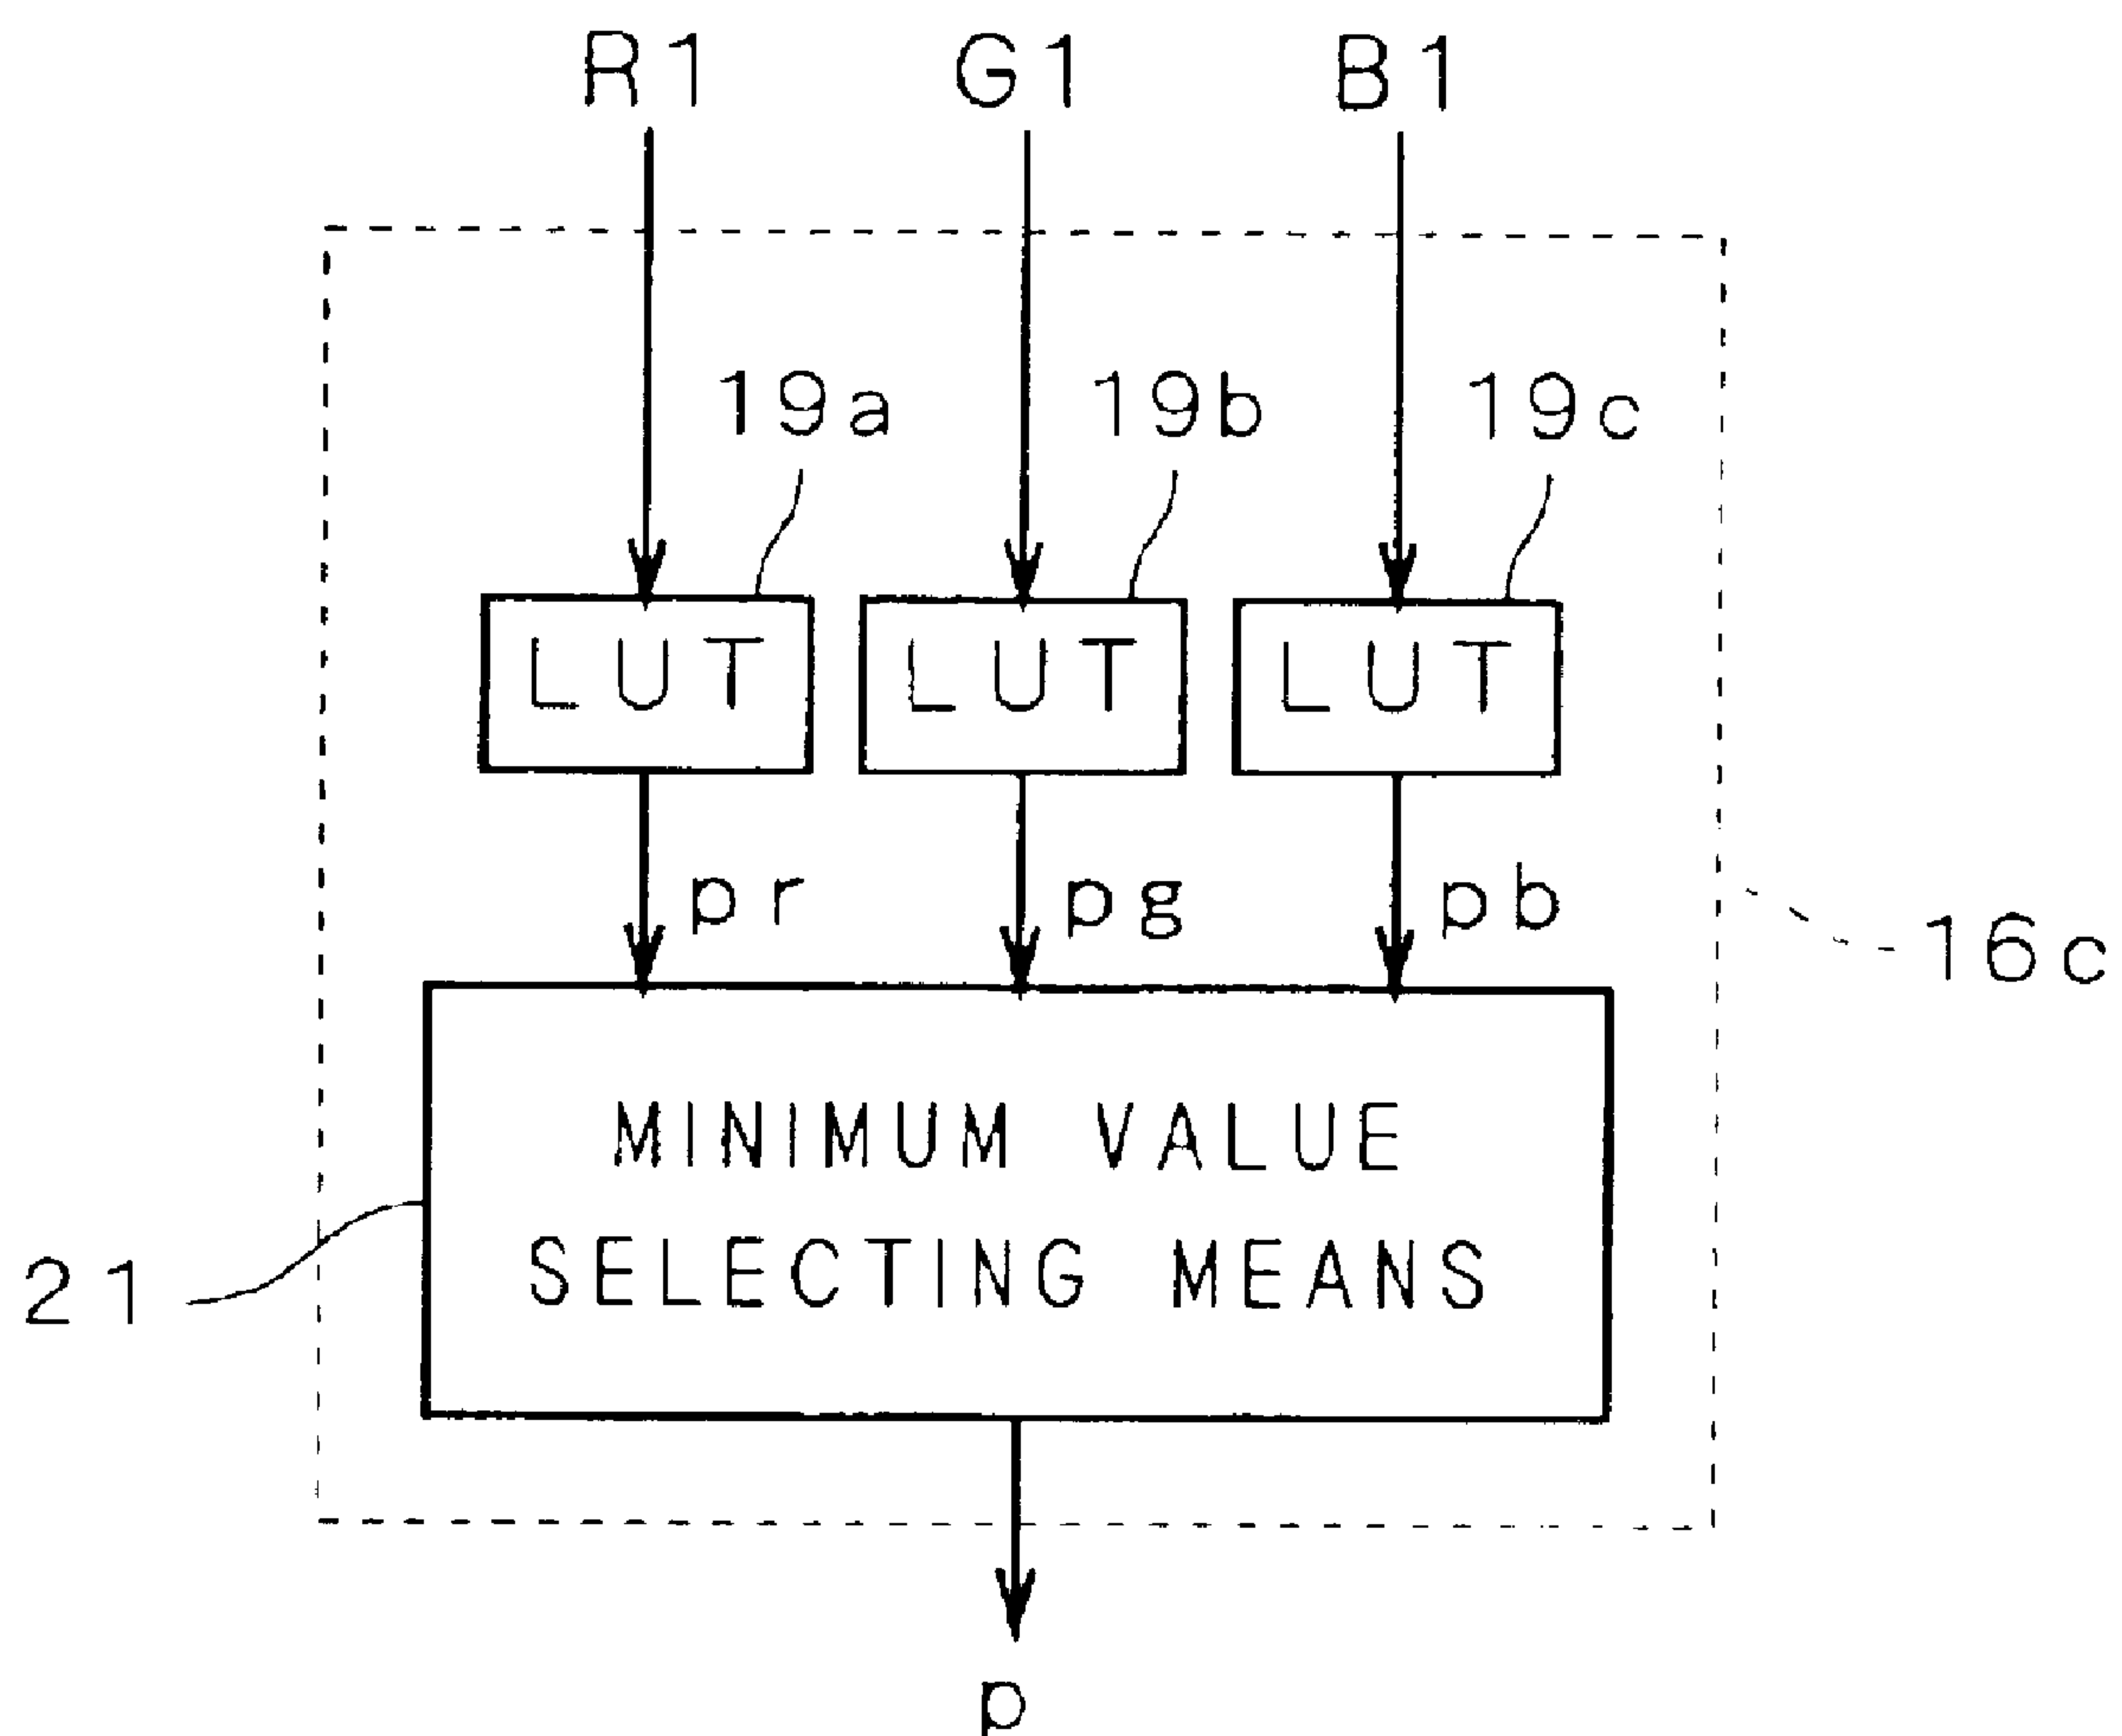 R1 G1 B1
19a 19b 19c
LUT LUT LUT
pr pg pb
16c
MINIMUM VALUE
SELECTING MEANS
21
p